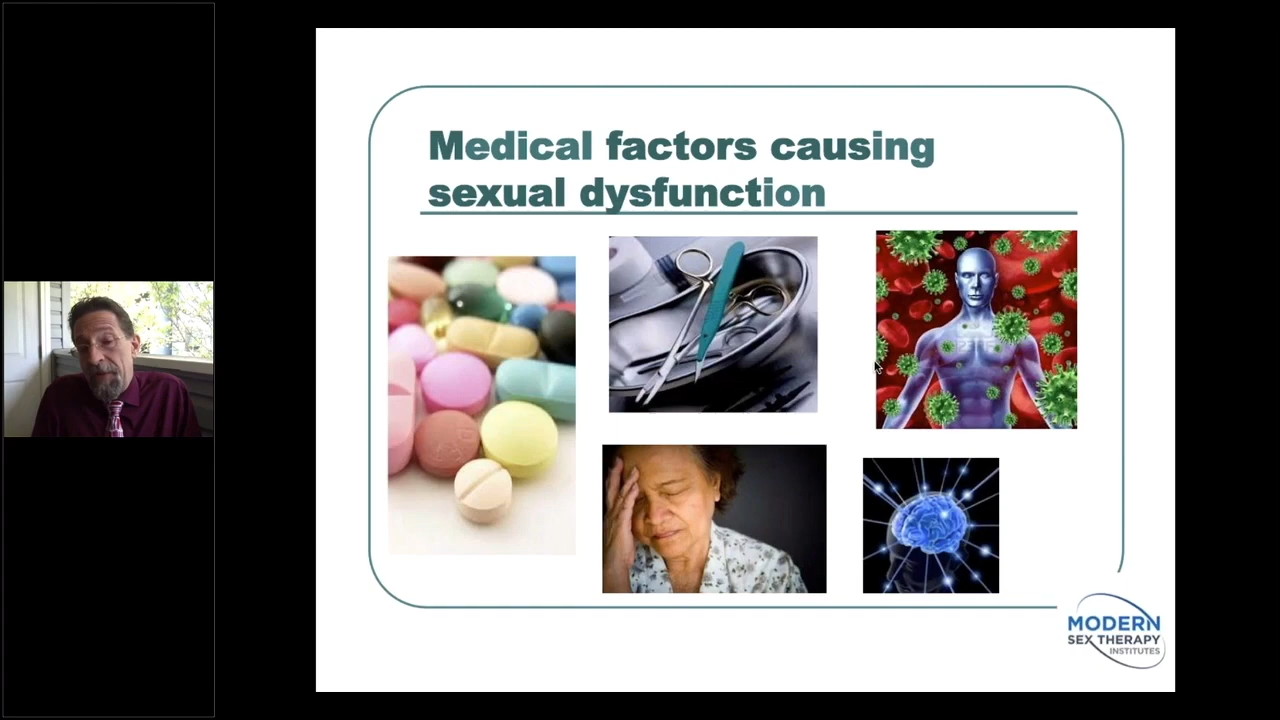 Medical factors causing
sexual dysfunction
MODERN
SEX THERAPY
INSTITUTES